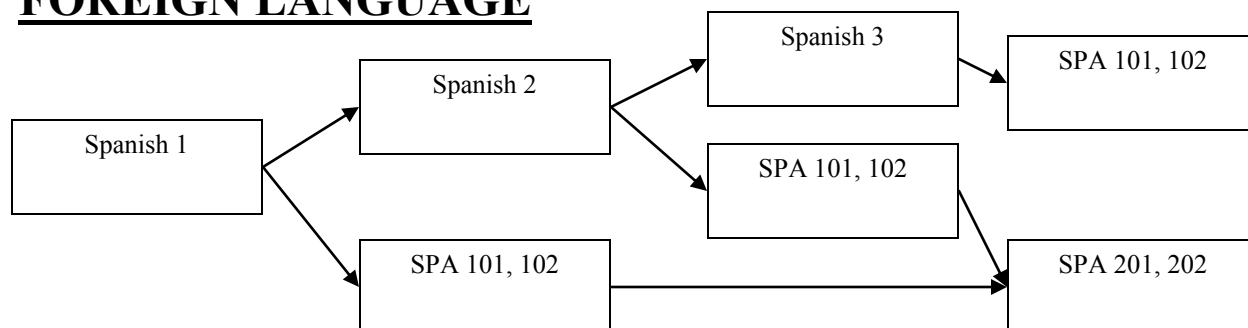 FOREIGN LANGUAGE
Spanish 1
Spanish 2
SPA 101, 102
Spanish 3
SPA 101, 102
SPA 101, 102
SPA 201, 202